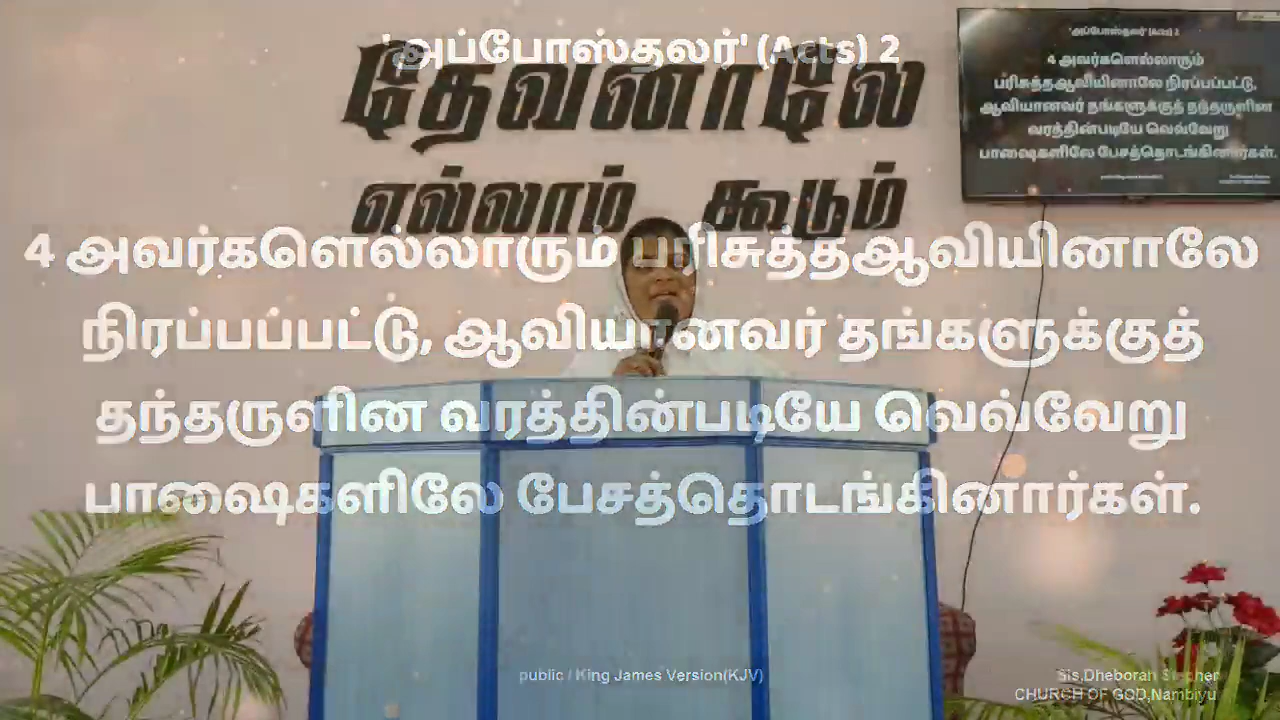 'அப்போஸ்தலர்' (Acts) 2
தேவனாலே
எல்லாம் கூடும்
'அப்போஸ்தலர்' (Acts) 2
4 அவர்களெல்லாரும்
பரிசுத்தஆவியினாலே நிரப்பப்பட்டு,
ஆவியானவர் தங்களுக்குத் தந்தருளின
வரத்தின்படியே வெவ்வேறு
பாஷைகளிலே பேசத்தொடங்கினார்கள்.
4 அவர்களெல்லாரும் பரிசுத்தஆவியினாலே
நிரப்பப்பட்டு, ஆவியானவர் தங்களுக்குத்
தந்தருளின வரத்தின்படியே வெவ்வேறு
பாஷைகளிலே பேசத்தொடங்கினார்கள்.
public / King James Version(KJV)
Sis,Dheborah
CHURCH OF GOD,Nambiyu